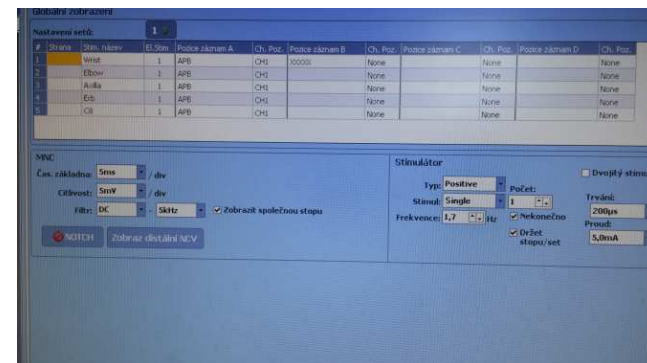 Globální zobrazení
Nastavení setů: 1
# Strana Stim. název El.Stim Pozice záznam A Ch. Poz. Pozice záznam B Ch. Poz. Pozice záznam C Ch. Poz. Pozice záznam D Ch. Poz.
1 Wrist 1 APB CH1 XXXXX None None None
2 Elbow 1 APB CH1 None None None
3 Axilla 1 APB CH1 None None None
4 Erb 1 APB CH1 None None None
5 C8 1 APB CH1 None None None
MNC
Čas. základna: 5ms / div
Citlivost: 5mV / div
Filtr: DC - 5kHz Zobrazit společnou stopu
NOTCH Zobraz distální NCV
Stimulátor
Dvojitý stimu
Typ: Positive Počet:
Stimul: Single 1 Trvání:
Frekvence: 1,7 Hz Nekonečno 200µs
Držet stopu/set Proud:
5,0mA